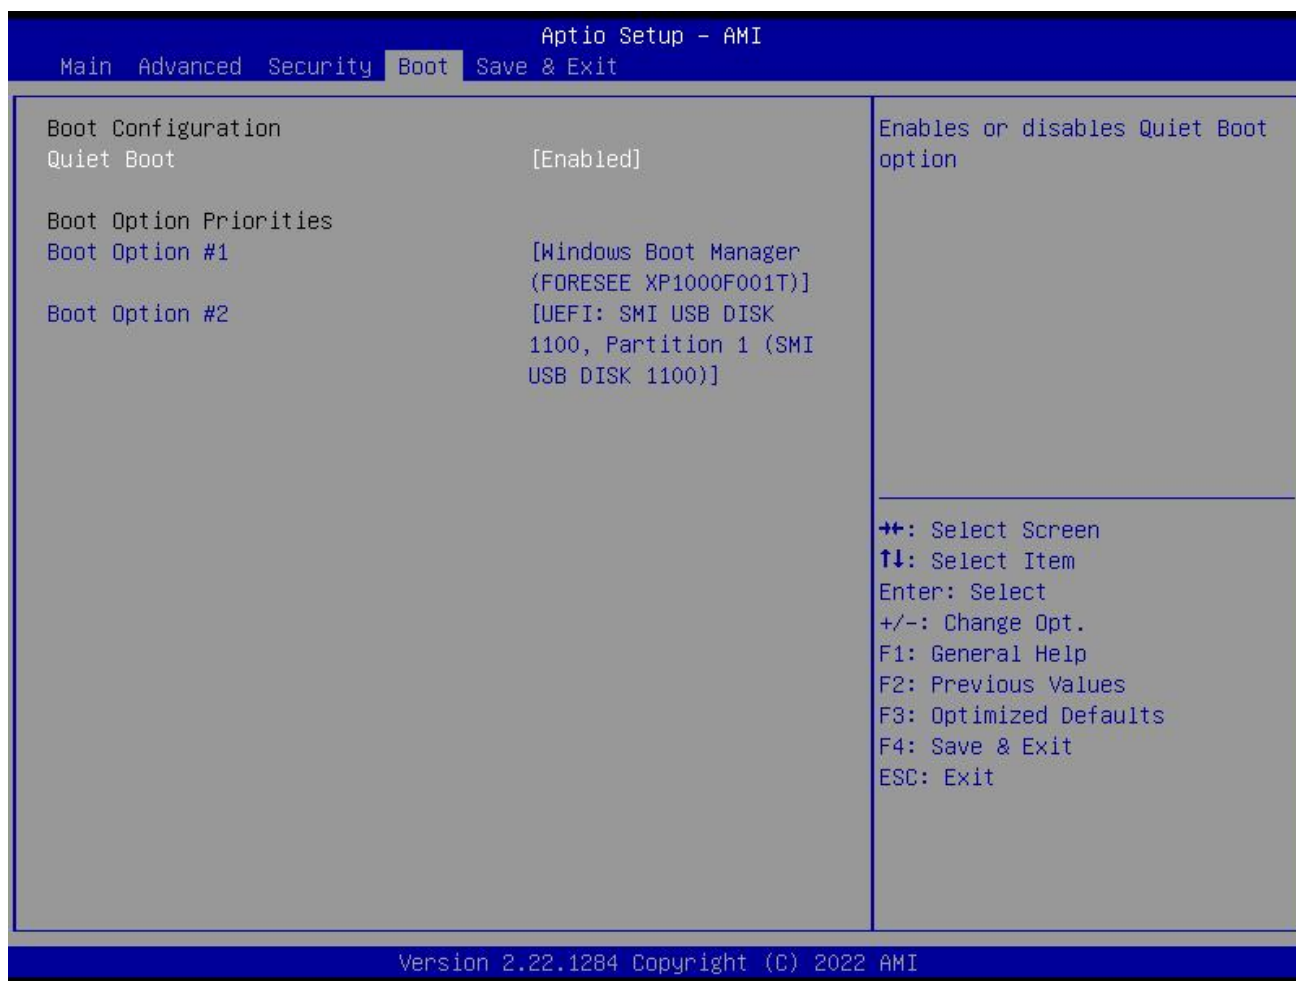 Aptio Setup – AMI
Main Advanced Security Boot Save & Exit
Boot Configuration
Quiet Boot [Enabled]
Boot Option Priorities
Boot Option #1 [Windows Boot Manager
(FORESEE XP1000F001T)]
Boot Option #2 [UEFI: SMI USB DISK
1100, Partition 1 (SMI
USB DISK 1100)]
Enables or disables Quiet Boot
option
→←: Select Screen
↑↓: Select Item
Enter: Select
+/-: Change Opt.
F1: General Help
F2: Previous Values
F3: Optimized Defaults
F4: Save & Exit
ESC: Exit
Version 2.22.1284 Copyright (C) 2022 AMI